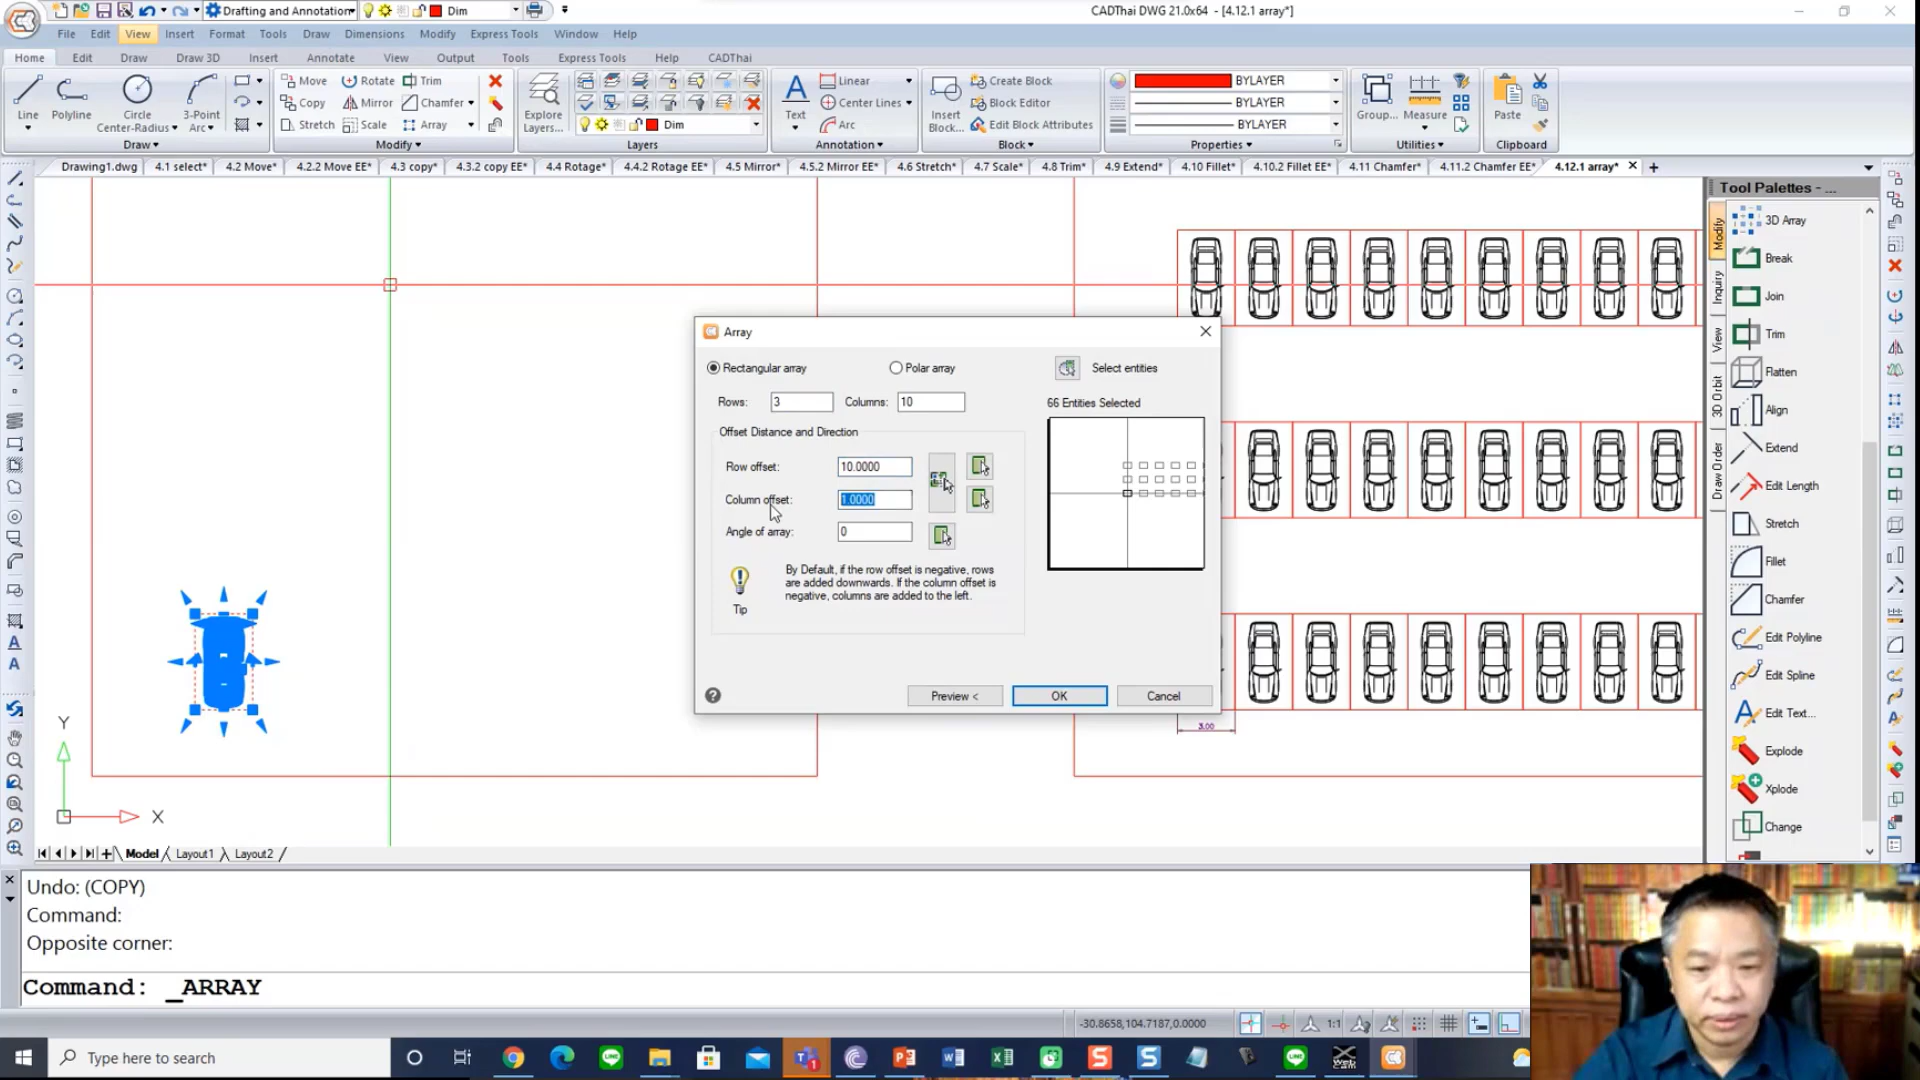 Drafting and Annotation
Dim
CADThai DWG 21.0x64 - [4.12.1 array*]
File Edit View Insert Format Tools Draw Dimensions Modify Express Tools Window Help
Home Edit Draw Draw 3D Insert Annotate View Output Tools Express Tools Help CADThai
Line
Polyline
Circle
Center-Radius
3-Point
Arc
Draw
Move Rotate Trim
Copy Mirror Chamfer
Stretch Scale Array
Modify
Explore
Layers...
Dim
Layers
Text
Linear
Center Lines
Arc
Annotation
Insert
Block...
Create Block
Block Editor
Edit Block Attributes
Block
BYLAYER
BYLAYER
BYLAYER
Properties
Group...
Measure
Utilities
Paste
Clipboard
Drawing1.dwg 4.1 select* 4.2 Move* 4.2.2 Move EE* 4.3 copy* 4.3.2 copy EE* 4.4 Rotage* 4.4.2 Rotage EE* 4.5 Mirror* 4.5.2 Mirror EE* 4.6 Stretch* 4.7 Scale* 4.8 Trim* 4.9 Extend* 4.10 Fillet* 4.10.2 Fillet EE* 4.11 Chamfer* 4.11.2 Chamfer EE* 4.12.1 array*
Tool Palettes - ...
Modify
Inquiry
View
3D Orbit
Draw Order
3D Array
Break
Join
Trim
Flatten
Align
Extend
Edit Length
Stretch
Fillet
Chamfer
Edit Polyline
Edit Spline
Edit Text...
Explode
Xplode
Change
Array
Rectangular array Polar array Select entities
Rows: 3 Columns: 10 66 Entities Selected
Offset Distance and Direction
Row offset: 10.0000
Column offset: 1.0000
Angle of array: 0
Tip
By Default, if the row offset is negative, rows
are added downwards. If the column offset is
negative, columns are added to the left.
Preview < OK Cancel
3.00
Y
X
Model Layout1 Layout2
Undo: (COPY)
Command:
Opposite corner:
Command: _ARRAY
-30.8658,104.7187,0.0000 1:1
Type here to search